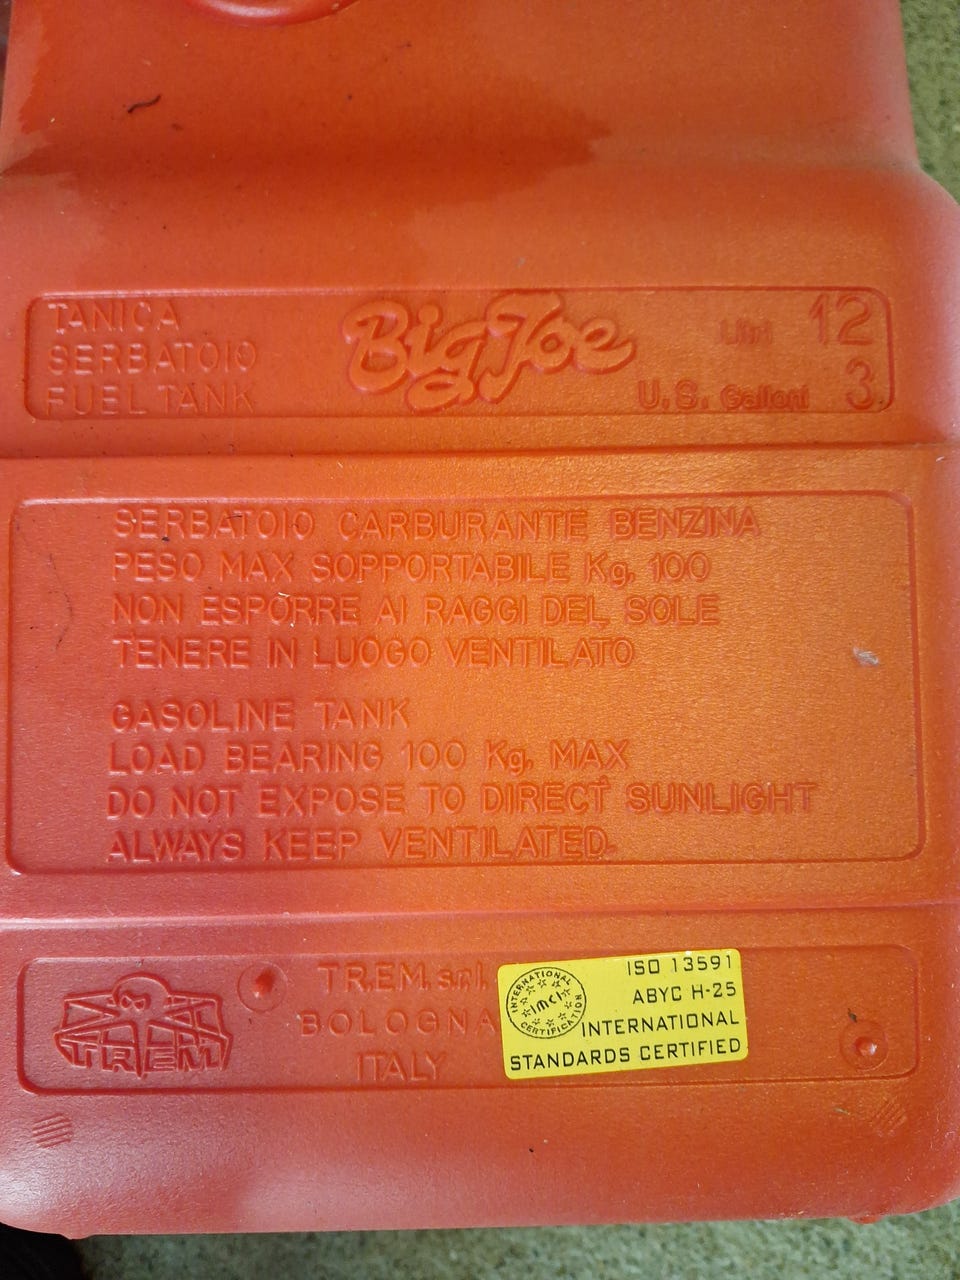 TANICA
SERBATOIO
FUEL TANK
BigJoe
Litri 12
U.S. Galloni 3
SERBATOIO CARBURANTE BENZINA
PESO MAX SOPPORTABILE Kg. 100
NON ESPORRE AI RAGGI DEL SOLE
TENERE IN LUOGO VENTILATO
GASOLINE TANK
LOAD BEARING 100 Kg. MAX
DO NOT EXPOSE TO DIRECT SUNLIGHT
ALWAYS KEEP VENTILATED.
TREM
T.R.E.M. s.r.l.
BOLOGNA
ITALY
INTERNATIONAL
IMCI
CERTIFICATION
ISO 13591
ABYC H-25
INTERNATIONAL
STANDARDS CERTIFIED